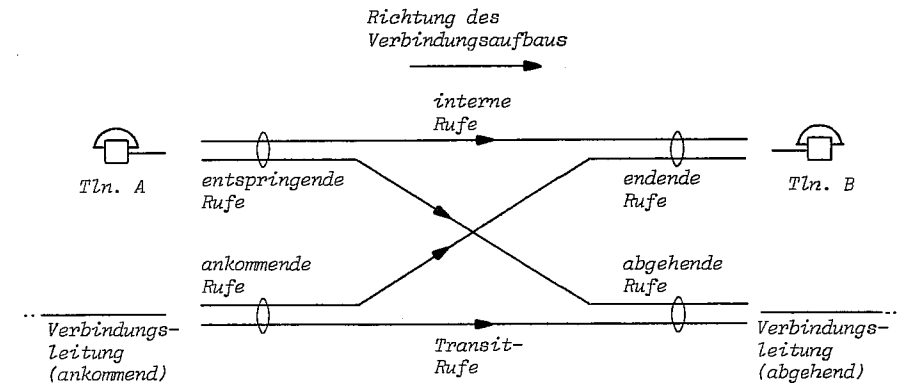 Richtung des
Verbindungsaufbaus
interne
Rufe
Tln. A
entspringende
Rufe
endende
Rufe
Tln. B
ankommende
Rufe
abgehende
Rufe
Verbindungs-
leitung
(ankommend)
Transit-
Rufe
Verbindungs-
leitung
(abgehend)